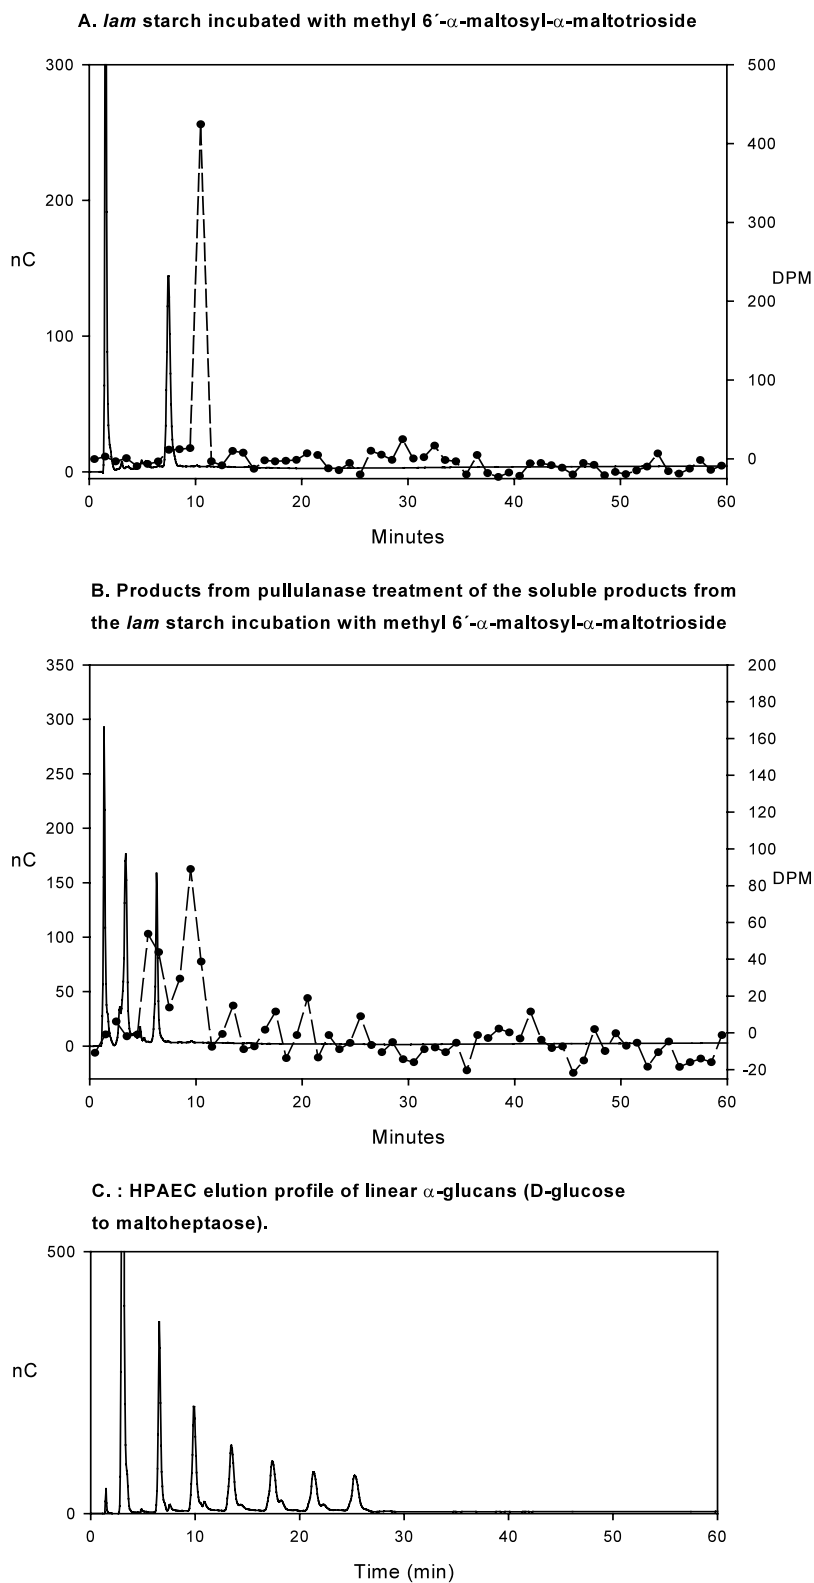 A. lam starch incubated with methyl 6´-α-maltosyl-α-maltotrioside
300
200
nC
100
0
500
400
300
DPM
200
100
0
0 10 20 30 40 50 60
Minutes
B. Products from pullulanase treatment of the soluble products from
the lam starch incubation with methyl 6´-α-maltosyl-α-maltotrioside
350
300
250
200
nC
150
100
50
0
200
180
160
140
120
100
80
DPM
60
40
20
0
-20
0 10 20 30 40 50 60
Minutes
C. : HPAEC elution profile of linear α-glucans (D-glucose
to maltoheptaose).
500
nC
0
0 10 20 30 40 50 60
Time (min)